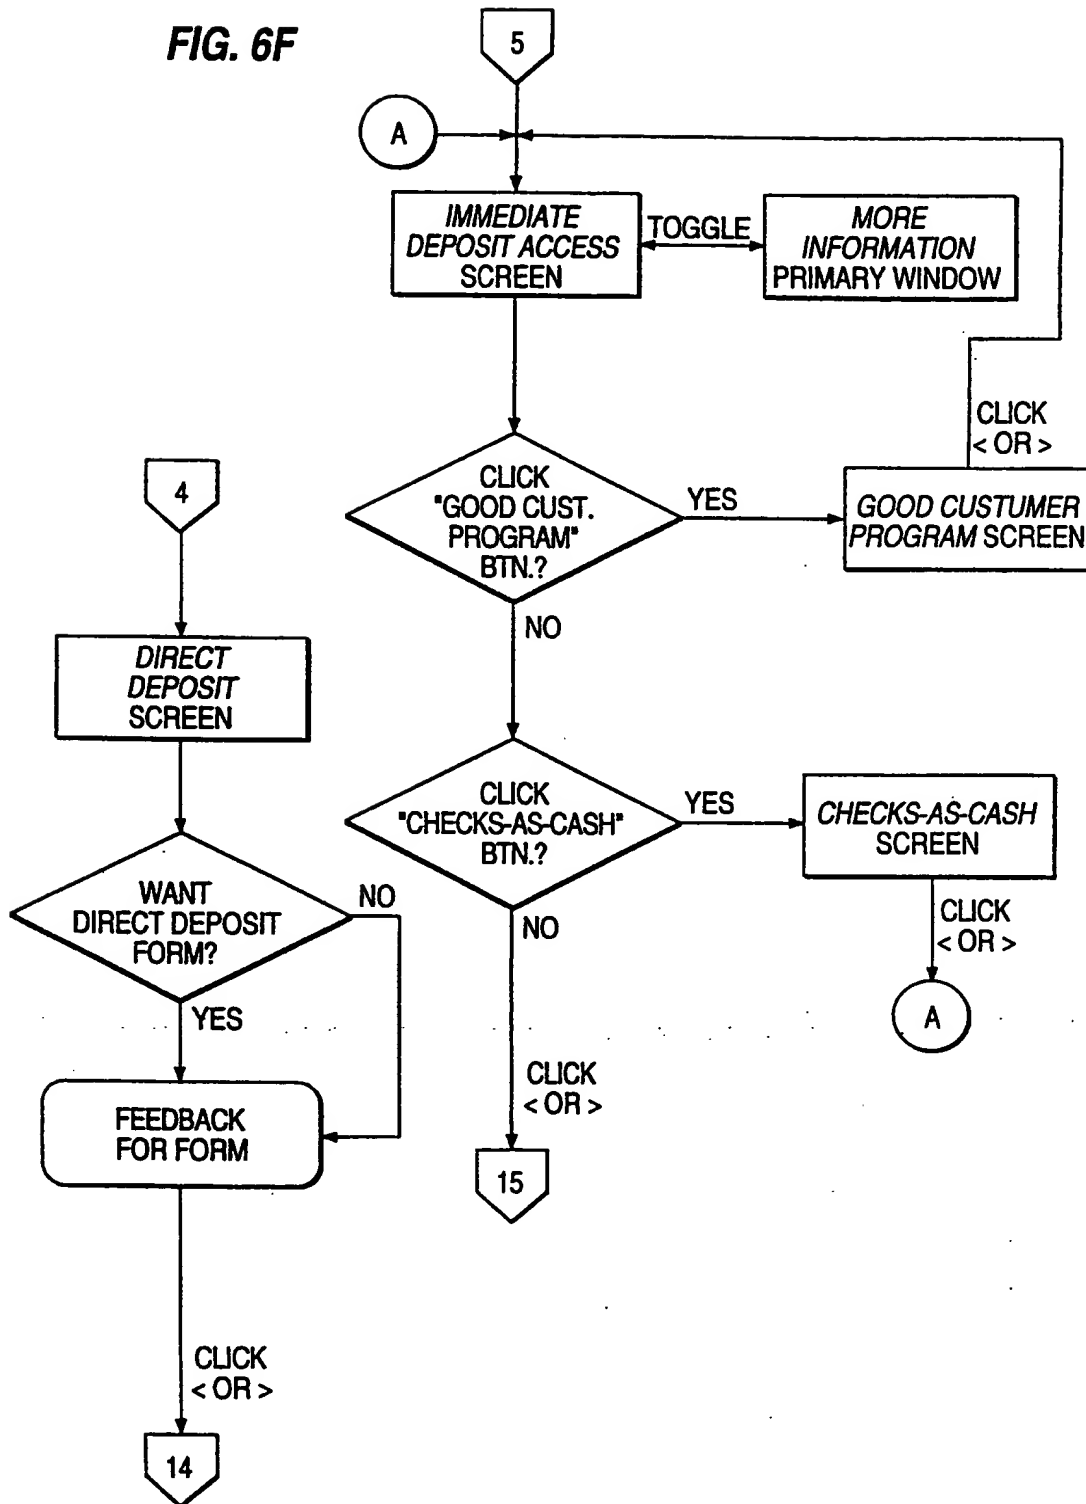 FIG. 6F
5
A
IMMEDIATE
DEPOSIT ACCESS
SCREEN
TOGGLE
MORE
INFORMATION
PRIMARY WINDOW
CLICK
< OR >
CLICK
"GOOD CUST.
PROGRAM"
BTN.?
YES
GOOD CUSTUMER
PROGRAM SCREEN
NO
4
DIRECT
DEPOSIT
SCREEN
CLICK
"CHECKS-AS-CASH"
BTN.?
YES
CHECKS-AS-CASH
SCREEN
NO
CLICK
< OR >
A
WANT
DIRECT DEPOSIT
FORM?
NO
YES
FEEDBACK
FOR FORM
CLICK
< OR >
15
CLICK
< OR >
14